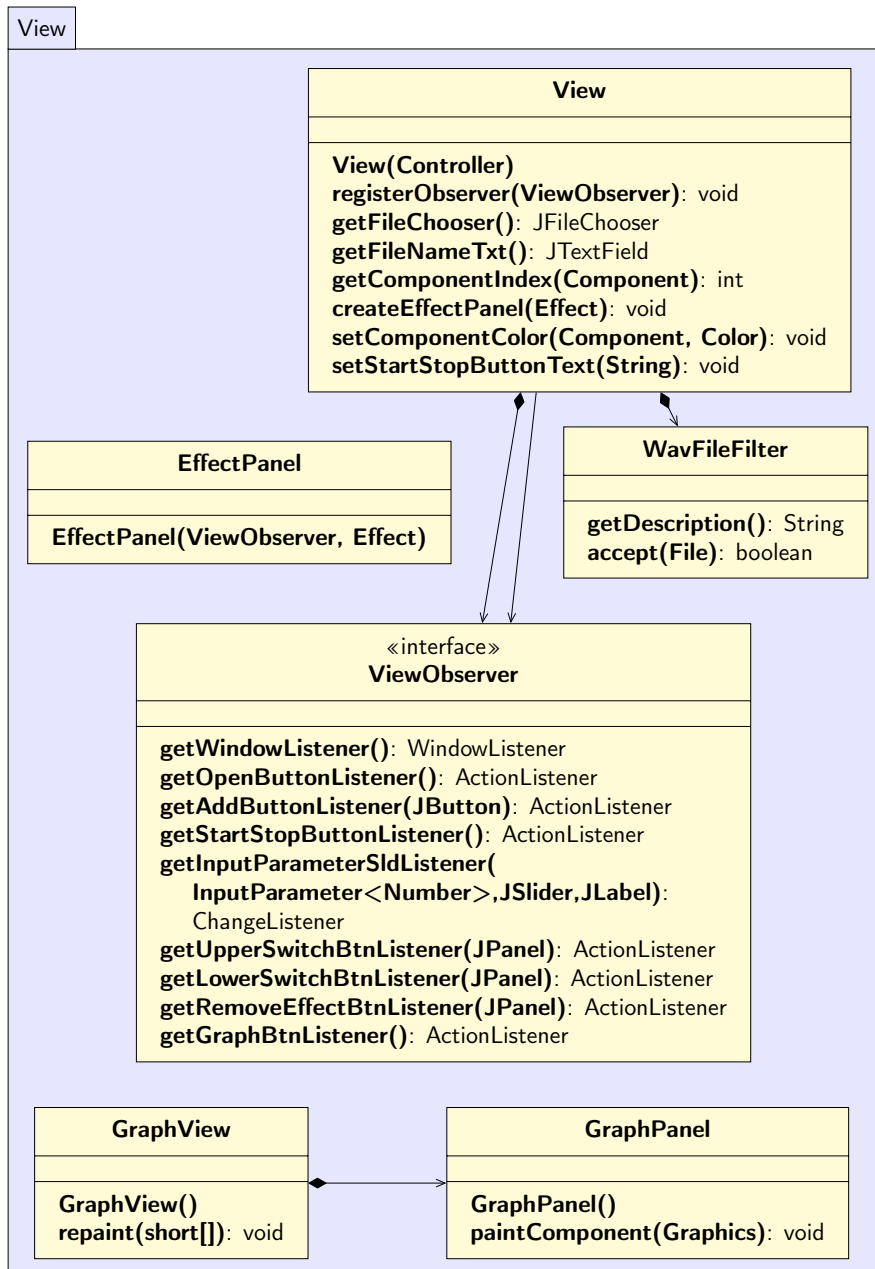 View
View
View(Controller)
registerObserver(ViewObserver): void
getFileChooser(): JFileChooser
getFileNameTxt(): JTextField
getComponentIndex(Component): int
createEffectPanel(Effect): void
setComponentColor(Component, Color): void
setStartStopButtonText(String): void
EffectPanel
EffectPanel(ViewObserver, Effect)
WavFileFilter
getDescription(): String
accept(File): boolean
«interface»
ViewObserver
getWindowListener(): WindowListener
getOpenButtonListener(): ActionListener
getAddButtonListener(JButton): ActionListener
getStartStopButtonListener(): ActionListener
getInputParameterSldListener(
InputParameter<Number>,JSlider,JLabel):
ChangeListener
getUpperSwitchBtnListener(JPanel): ActionListener
getLowerSwitchBtnListener(JPanel): ActionListener
getRemoveEffectBtnListener(JPanel): ActionListener
getGraphBtnListener(): ActionListener
GraphView
GraphView()
repaint(short[]): void
GraphPanel
GraphPanel()
paintComponent(Graphics): void